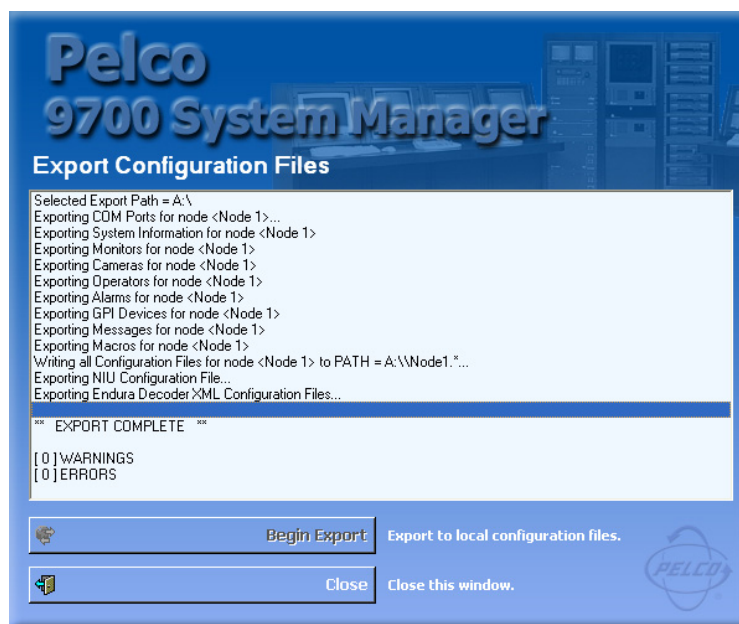 Pelco
9700 System Manager
Export Configuration Files
Selected Export Path = A:\
Exporting COM Ports for node <Node 1>...
Exporting System Information for node <Node 1>
Exporting Monitors for node <Node 1>
Exporting Cameras for node <Node 1>
Exporting Operators for node <Node 1>
Exporting Alarms for node <Node 1>
Exporting GPI Devices for node <Node 1>
Exporting Messages for node <Node 1>
Exporting Macros for node <Node 1>
Writing all Configuration Files for node <Node 1> to PATH = A:\\Node1.*...
Exporting NIU Configuration File...
Exporting Endura Decoder XML Configuration Files...
** EXPORT COMPLETE **
[ 0 ] WARNINGS
[ 0 ] ERRORS
Begin Export Export to local configuration files.
Close Close this window.
PELCO